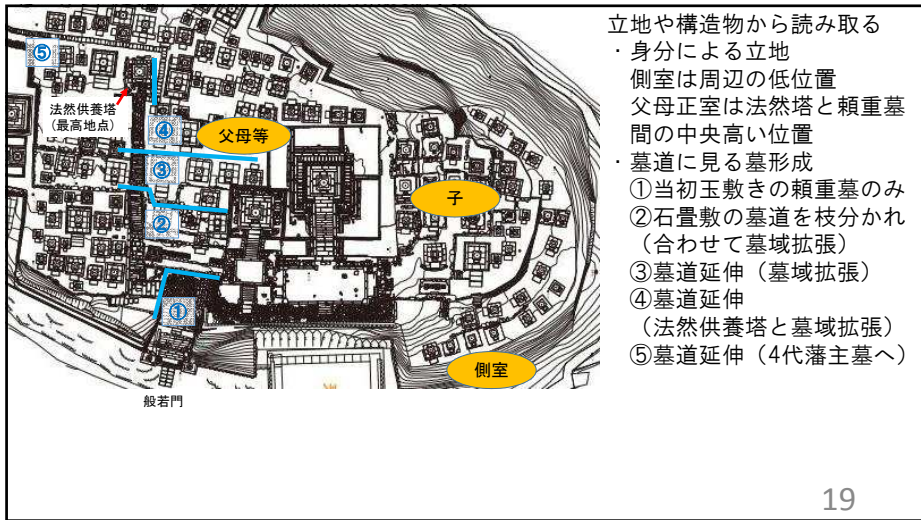 ⑤
法然供養塔
(最高地点)
④
父母等
③
②
①
子
側室
般若門
立地や構造物から読み取る
・身分による立地
側室は周辺の低位置
父母正室は法然塔と頼重墓
間の中央高い位置
・墓道に見る墓形成
①当初玉敷きの頼重墓のみ
②石畳敷の墓道を枝分かれ
（合わせて墓域拡張）
③墓道延伸（墓域拡張）
④墓道延伸
（法然供養塔と墓域拡張）
⑤墓道延伸（4代藩主墓へ）
19